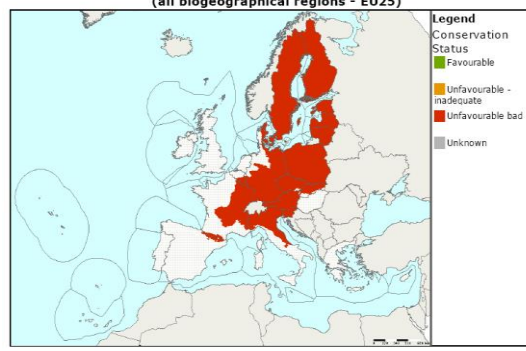 (all biogeographical regions - EU25)
Legend
Conservation
Status
Favourable
Unfavourable -
inadequate
Unfavourable bad
Unknown